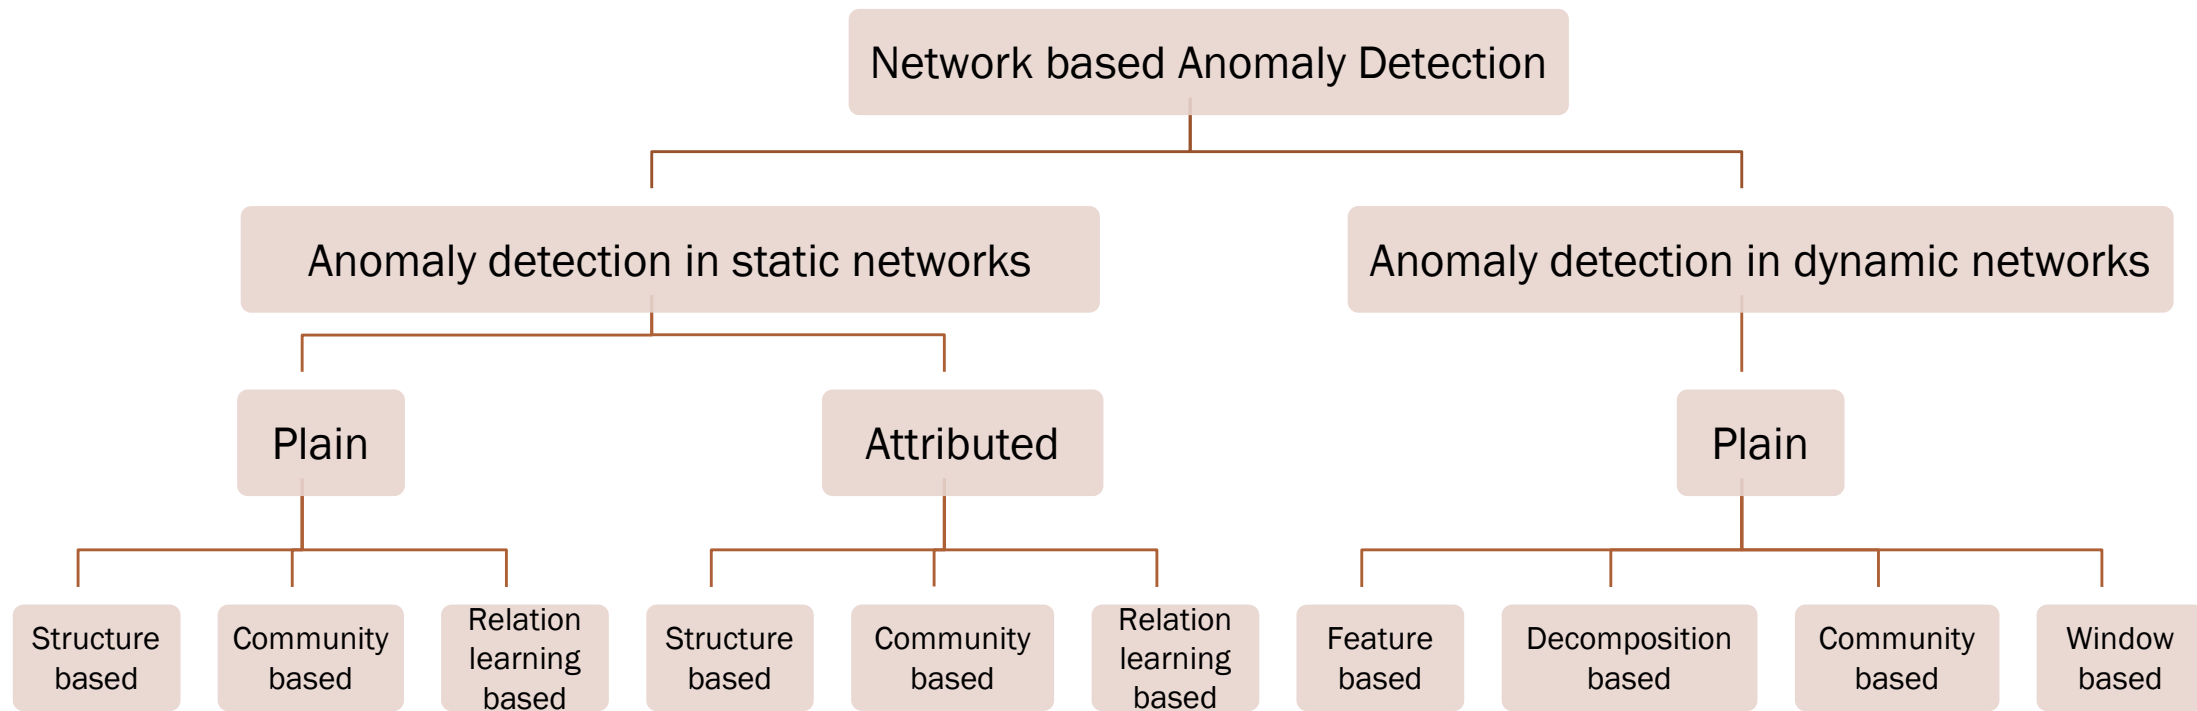 Network based Anomaly Detection
Anomaly detection in static networks
Anomaly detection in dynamic networks
Plain
Attributed
Plain
Structure
based
Community
based
Relation
learning
based
Structure
based
Community
based
Relation
learning
based
Feature
based
Decomposition
based
Community
based
Window
based